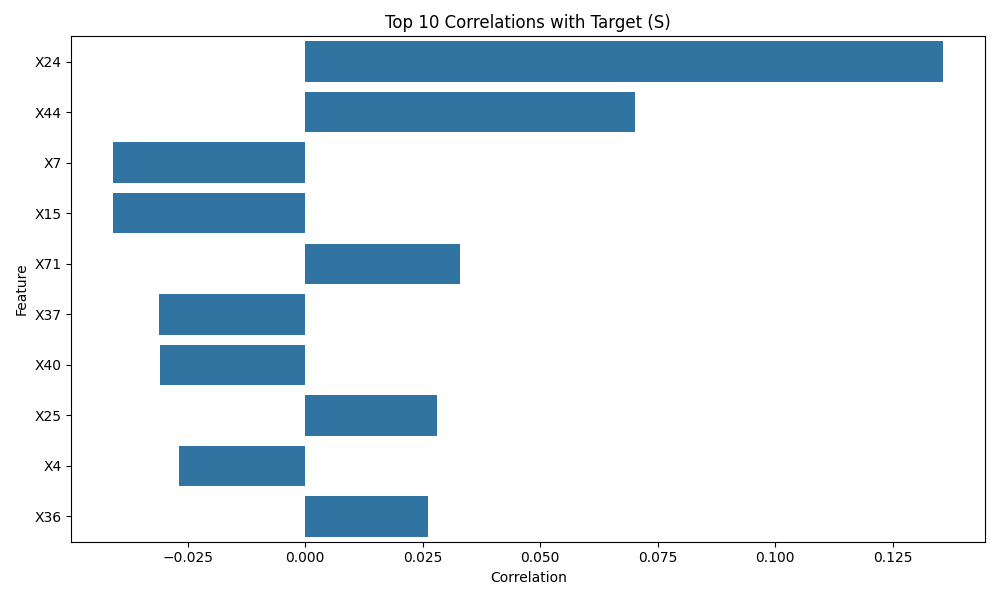 Top 10 Correlations with Target (S)
X24
X44
X7
X15
X71
X37
X40
X25
X4
X36
Feature
−0.025 0.000 0.025 0.050 0.075 0.100 0.125
Correlation